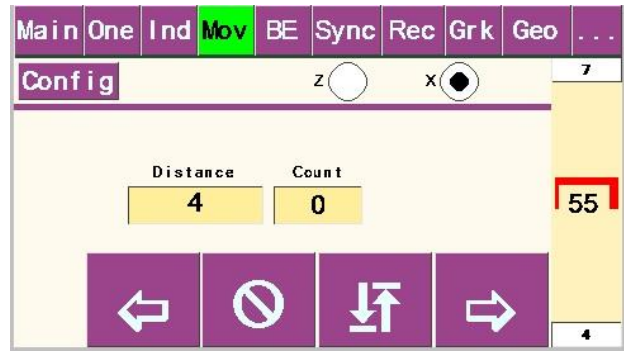 Main One Ind Mov BE Sync Rec Grk Geo ...
Config Z X 7
Distance Count
4 0 55
4